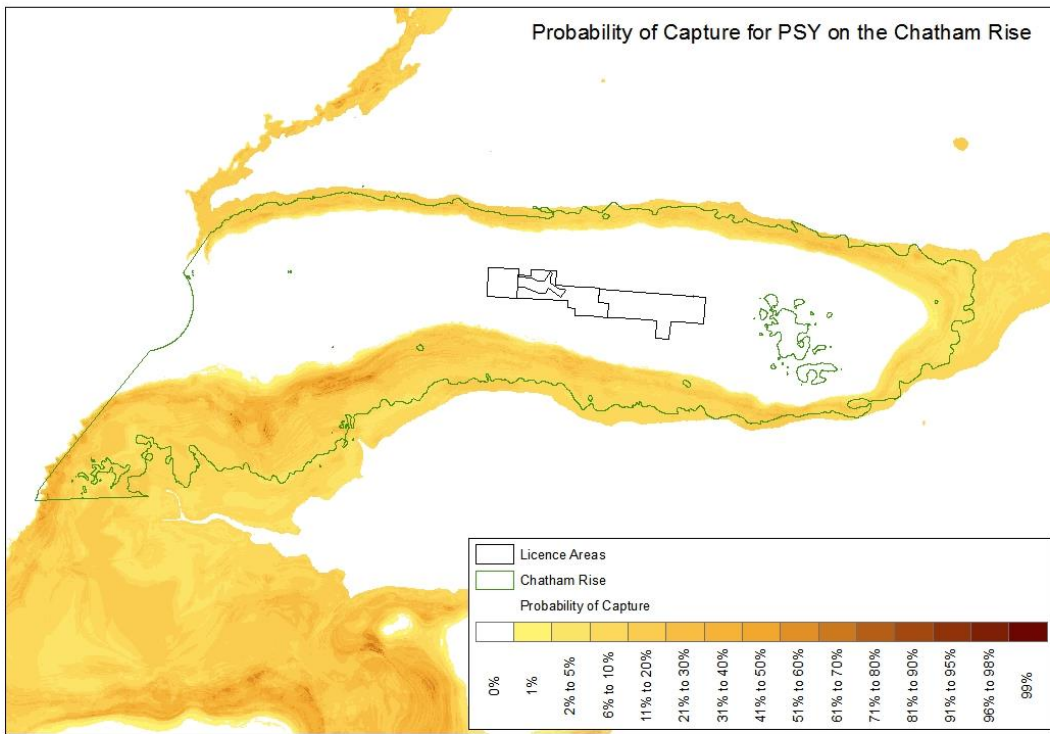 Probability of Capture for PSY on the Chatham Rise
Licence Areas
Chatham Rise
Probability of Capture
0%
1%
2% to 5%
6% to 10%
11% to 20%
21% to 30%
31% to 40%
41% to 50%
51% to 60%
61% to 70%
71% to 80%
81% to 90%
91% to 95%
96% to 98%
99%